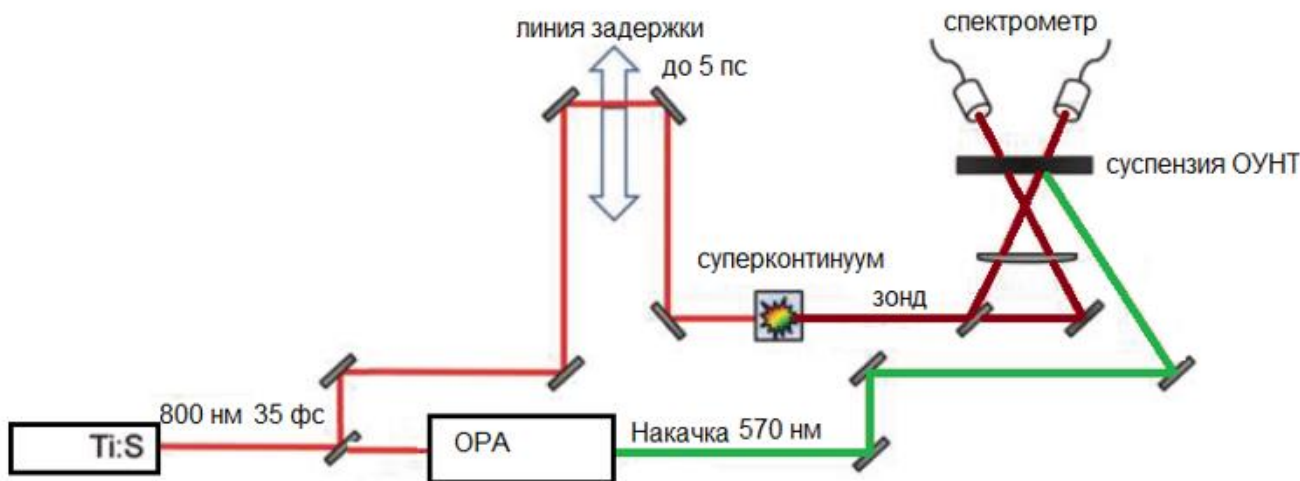 линия задержки
до 5 пс
спектрометр
суспензия ОУНТ
суперконтинуум
зонд
800 нм 35 фс
Ti:S
OPA
Накачка 570 нм